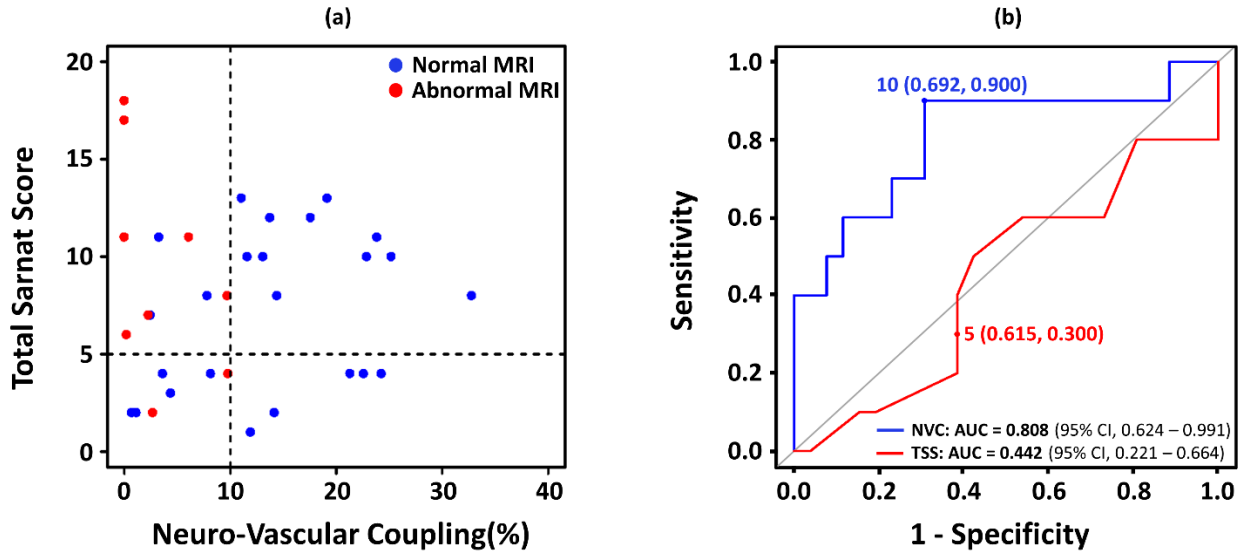 (a)
20
15
10
5
0
Total Sarnat Score
Normal MRI
Abnormal MRI
0 10 20 30 40
Neuro-Vascular Coupling(%)
(b)
1.0
0.8
0.6
0.4
0.2
0.0
Sensitivity
10 (0.692, 0.900)
5 (0.615, 0.300)
NVC: AUC = 0.808 (95% CI, 0.624 – 0.991)
TSS: AUC = 0.442 (95% CI, 0.221 – 0.664)
0.0 0.2 0.4 0.6 0.8 1.0
1 - Specificity